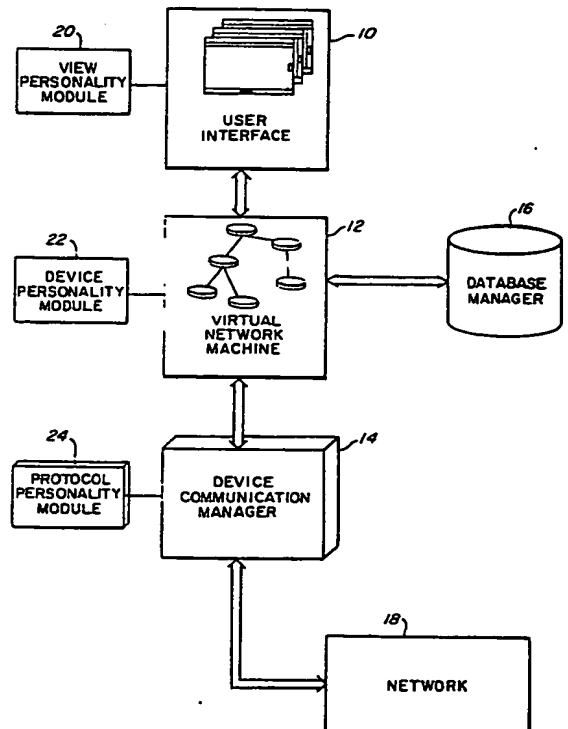 20
VIEW
PERSONALITY
MODULE
10
USER
INTERFACE
22
DEVICE
PERSONALITY
MODULE
12
VIRTUAL
NETWORK
MACHINE
16
DATABASE
MANAGER
24
PROTOCOL
PERSONALITY
MODULE
14
DEVICE
COMMUNICATION
MANAGER
18
NETWORK